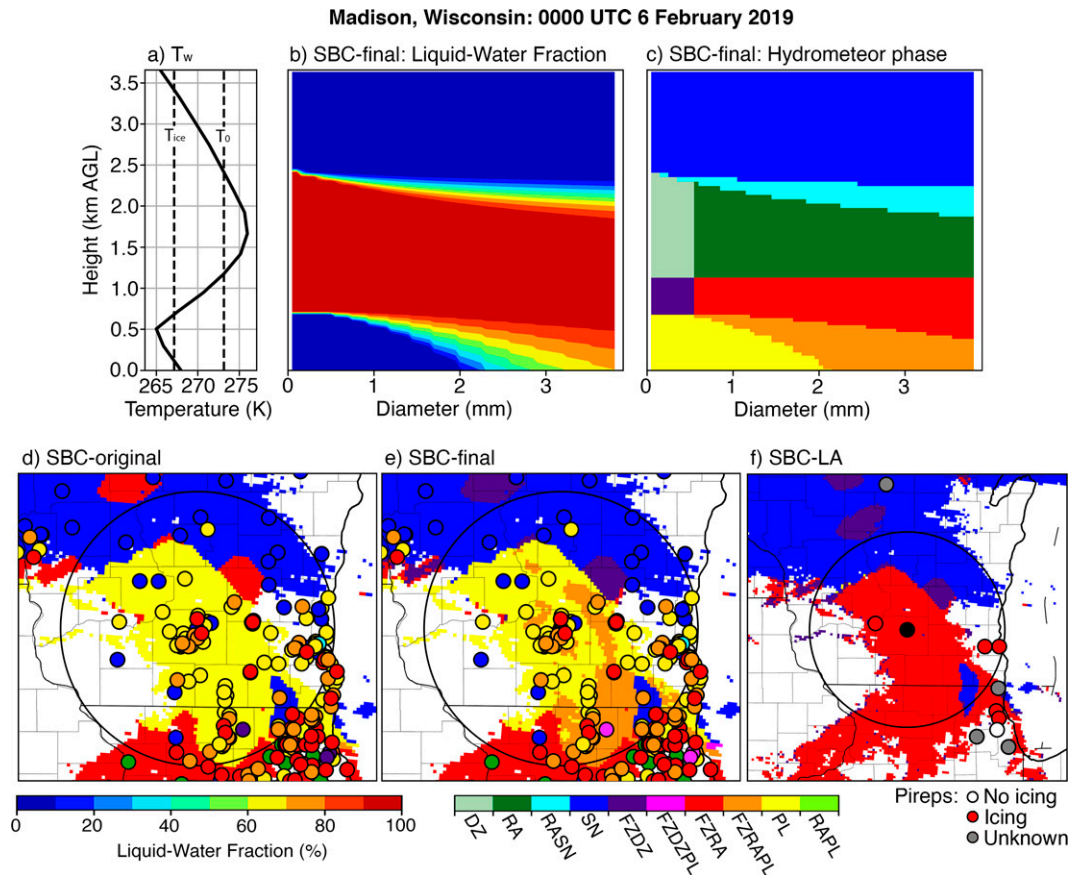 Madison, Wisconsin: 0000 UTC 6 February 2019
a) Tw
b) SBC-final: Liquid-Water Fraction
c) SBC-final: Hydrometeor phase
Height (km AGL)
3.5
3.0
2.5
2.0
1.5
1.0
0.5
0.0
Tice
T0
265 270 275
Temperature (K)
0 1 2 3
Diameter (mm)
0 1 2 3
Diameter (mm)
d) SBC-original
e) SBC-final
f) SBC-LA
0 20 40 60 80 100
Liquid-Water Fraction (%)
DZ RA RASN SN FZDZ FZDZPL FZRA FZRAPL PL RAPL
Pireps: No icing
Icing
Unknown